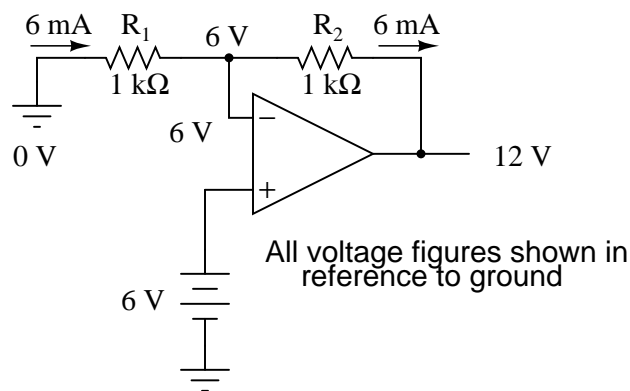 6 mA R1 6 V R2 6 mA
1 kΩ 1 kΩ
6 V −
0 V
+ 12 V
All voltage figures shown in
reference to ground
6 V